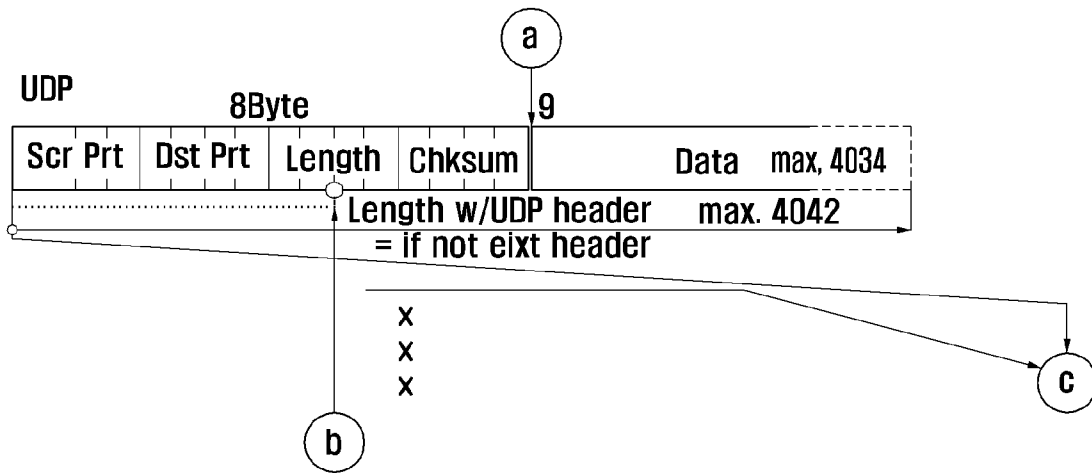 a
UDP
8Byte 9
Scr Prt Dst Prt Length Chksum Data max, 4034
Length w/UDP header max. 4042
= if not eixt header
x
x
x
c
b